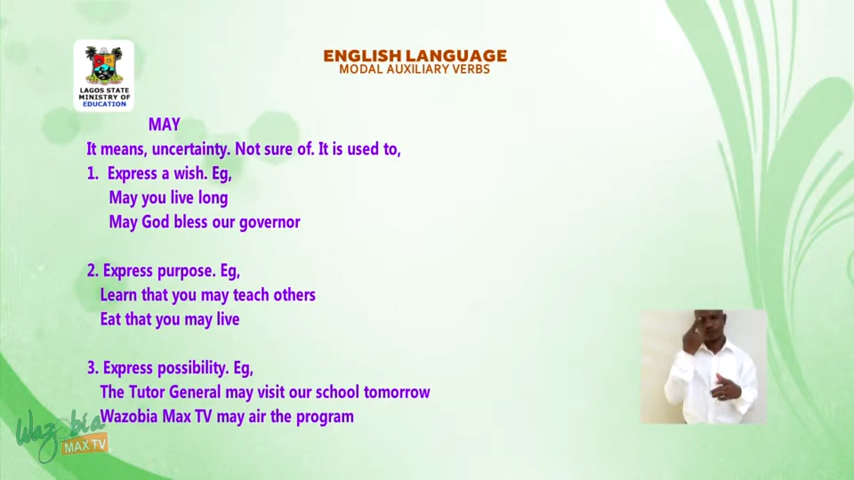 ENGLISH LANGUAGE
MODAL AUXILIARY VERBS
LAGOS STATE
MINISTRY OF
EDUCATION
MAY
It means, uncertainty. Not sure of. It is used to,
1. Express a wish. Eg,
May you live long
May God bless our governor
2. Express purpose. Eg,
Learn that you may teach others
Eat that you may live
3. Express possibility. Eg,
The Tutor General may visit our school tomorrow
Wazobia Max TV may air the program
Wazobia
MAX TV